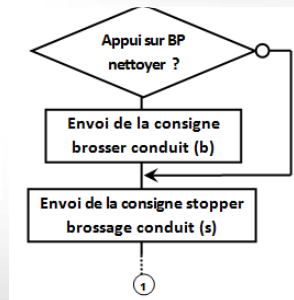 Appui sur BP
nettoyer ?
Envoi de la consigne
brosser conduit (b)
Envoi de la consigne stopper
brossage conduit (s)
1